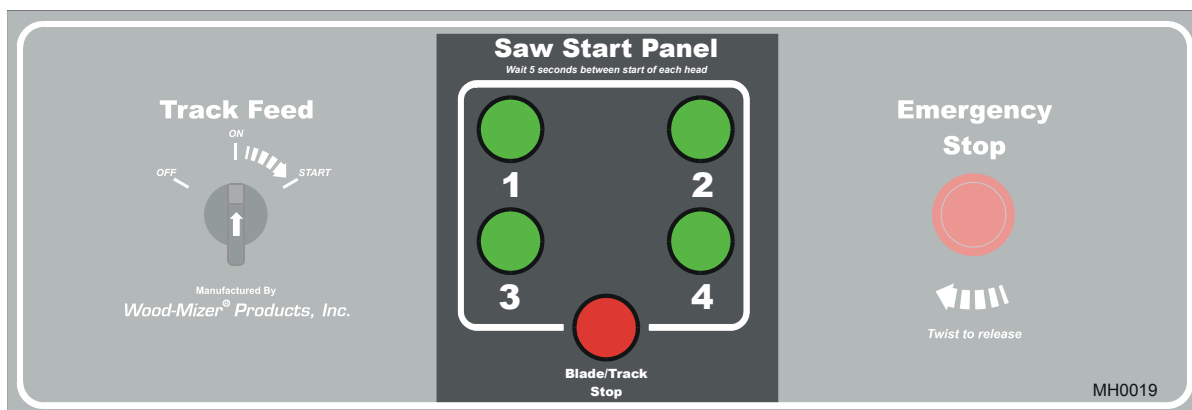 Track Feed
ON
OFF
START
Manufactured By
Wood-Mizer® Products, Inc.
Saw Start Panel
Wait 5 seconds between start of each head
1
2
3
4
Blade/Track
Stop
Emergency
Stop
Twist to release
MH0019